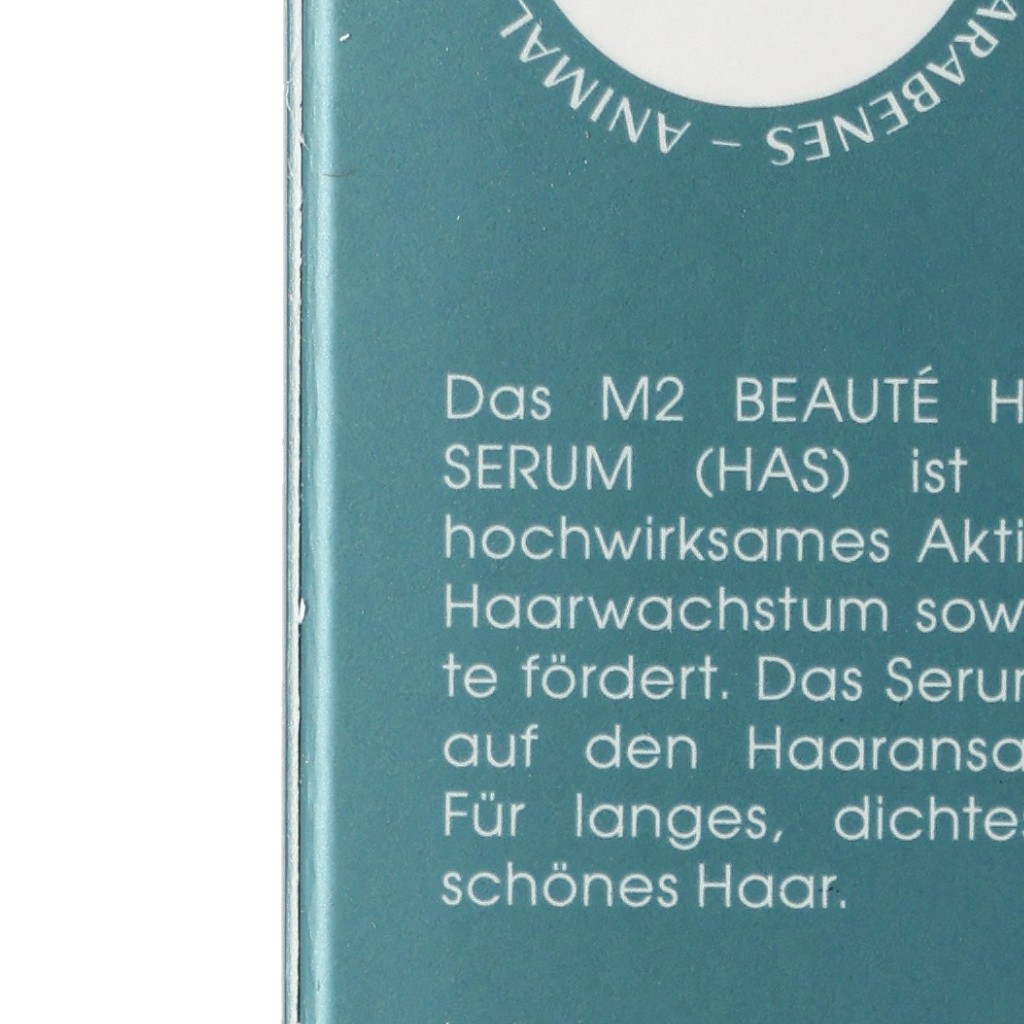 ARABENES – ANIMAL
Das M2 BEAUTÉ H
SERUM (HAS) ist
hochwirksames Akti
Haarwachstum sow
te fördert. Das Serur
auf den Haaransa
Für langes, dichte
schönes Haar.